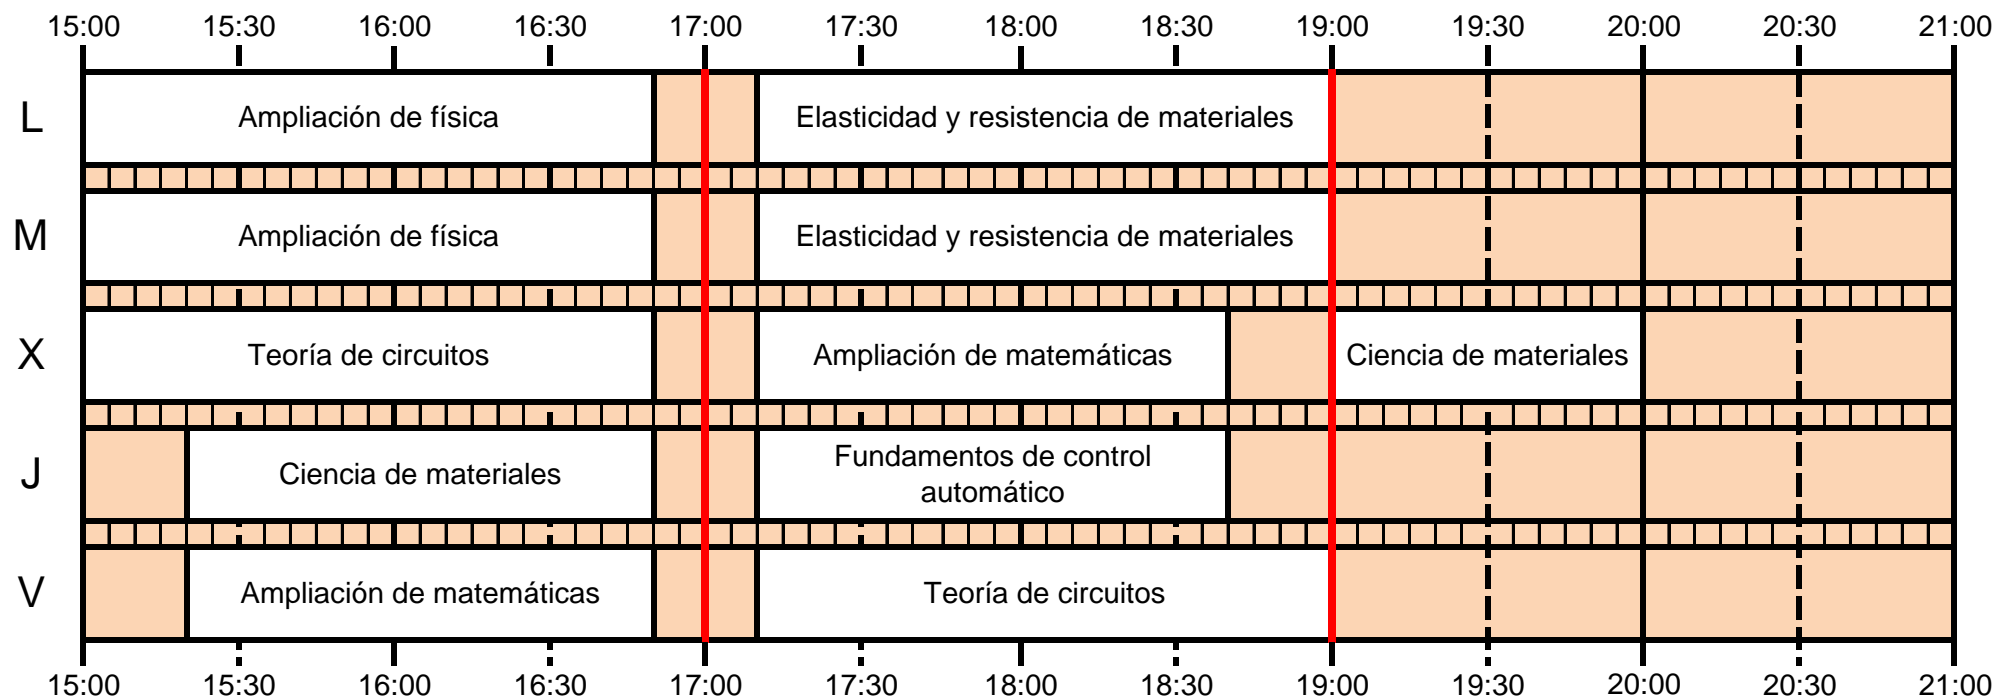 15:00 15:30 16:00 16:30 17:00 17:30 18:00 18:30 19:00 19:30 20:00 20:30 21:00
L Ampliación de física Elasticidad y resistencia de materiales
M Ampliación de física Elasticidad y resistencia de materiales
X Teoría de circuitos Ampliación de matemáticas Ciencia de materiales
J Ciencia de materiales Fundamentos de control
automático
V Ampliación de matemáticas Teoría de circuitos
15:00 15:30 16:00 16:30 17:00 17:30 18:00 18:30 19:00 19:30 20:00 20:30 21:00